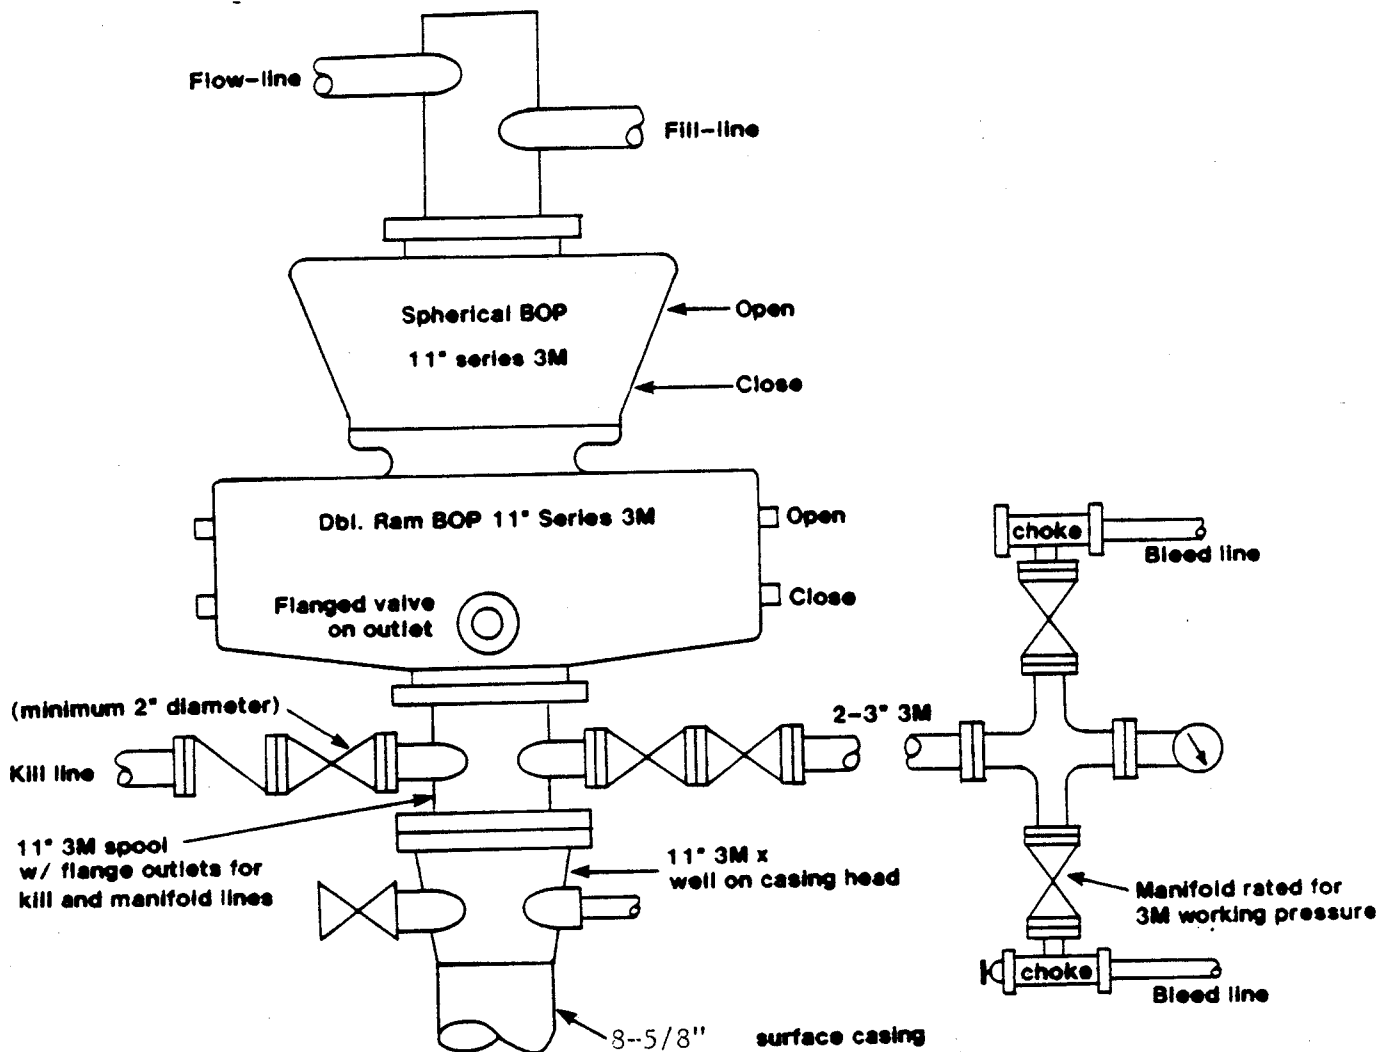 Flow-line
Fill-line
Spherical BOP
11" series 3M
Open
Close
Dbl. Ram BOP 11" Series 3M
Open
Close
Flanged valve
on outlet
choke
Bleed line
(minimum 2" diameter)
2-3" 3M
Kill line
11" 3M spool
w/ flange outlets for
kill and manifold lines
11" 3M x
well on casing head
Manifold rated for
3M working pressure
choke
Bleed line
8-5/8" surface casing